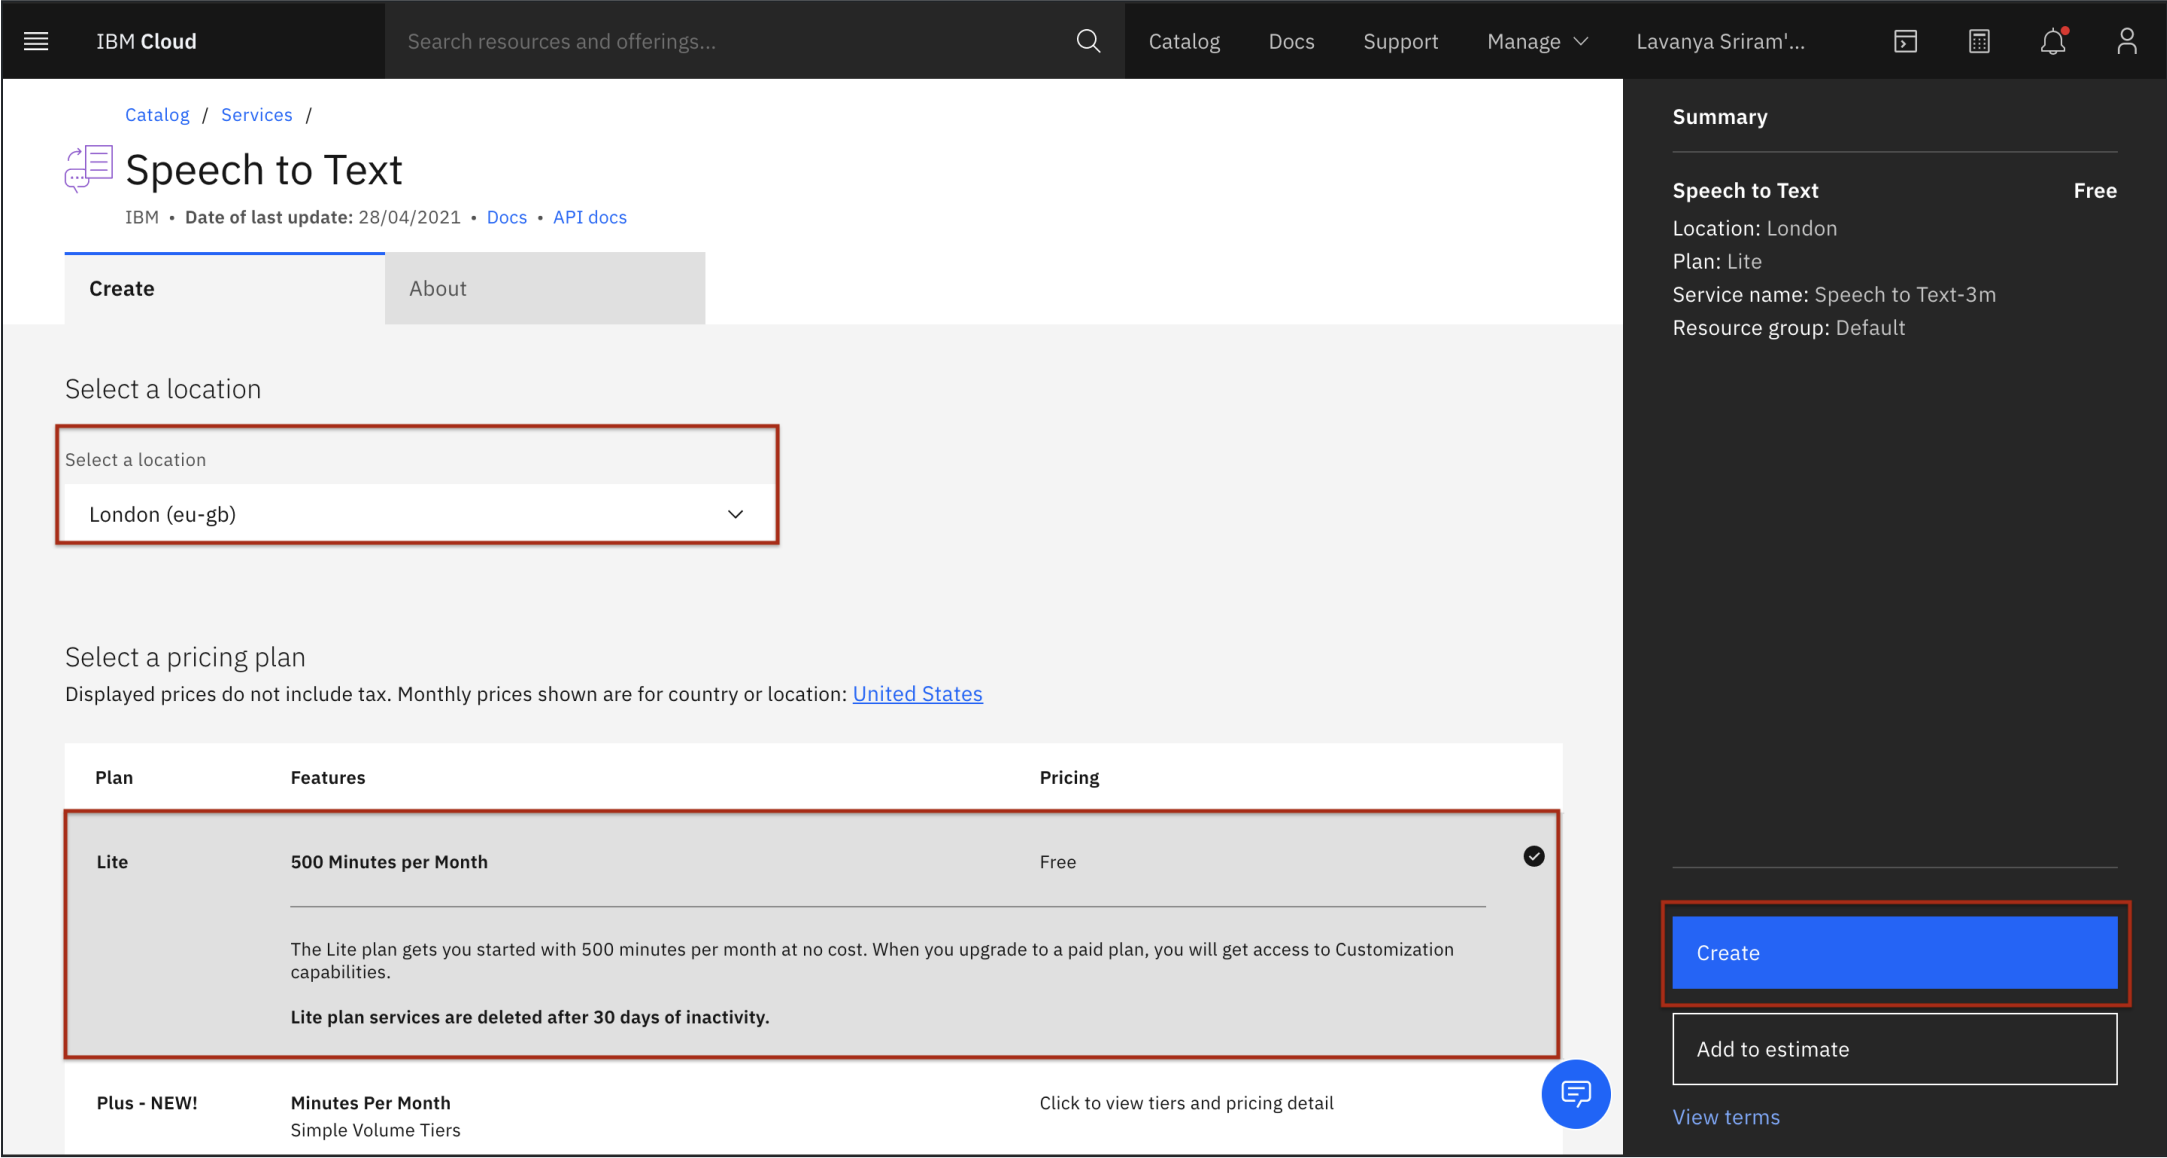 IBM Cloud
Search resources and offerings...
Catalog
Docs
Support
Manage
Lavanya Sriram'...
Catalog / Services /
Speech to Text
IBM • Date of last update: 28/04/2021 • Docs • API docs
Create
About
Select a location
Select a location
London (eu-gb)
Select a pricing plan
Displayed prices do not include tax. Monthly prices shown are for country or location: United States
Plan Features Pricing
Lite 500 Minutes per Month Free
The Lite plan gets you started with 500 minutes per month at no cost. When you upgrade to a paid plan, you will get access to Customization
capabilities.
Lite plan services are deleted after 30 days of inactivity.
Plus - NEW! Minutes Per Month Click to view tiers and pricing detail
Simple Volume Tiers
Summary
Speech to Text Free
Location: London
Plan: Lite
Service name: Speech to Text-3m
Resource group: Default
Create
Add to estimate
View terms